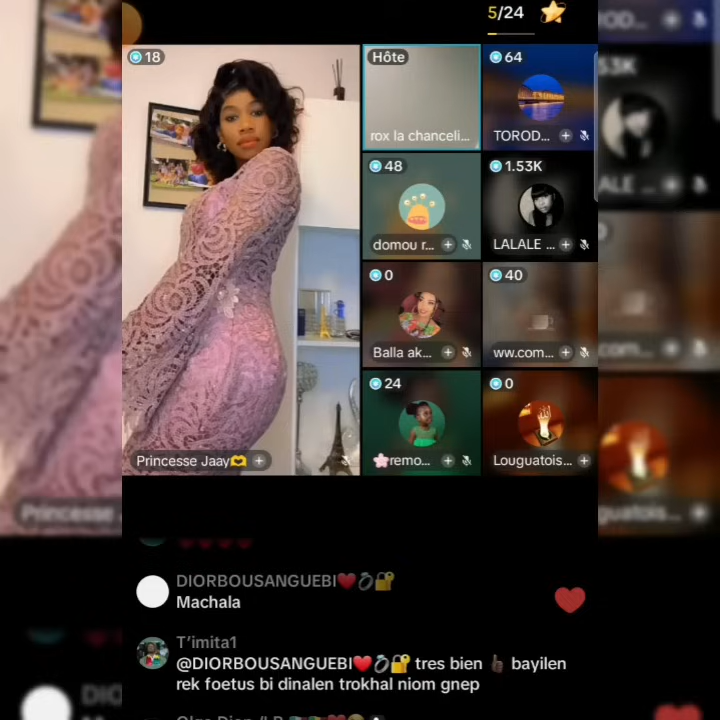 5/24
18
Hôte
64
rox la chanceli...
TOROD...
48
1.53K
domou r...
LALALE ...
0
40
Balla ak...
ww.com...
24
0
Princesse Jaay🫶
🌸remo...
Louguatois...
DIORBOUSANGUEBI❤️💍🔐
Machala
T'imita1
@DIORBOUSANGUEBI❤️💍🔐 tres bien 👍🏿 bayilen
rek foetus bi dinalen trokhal niom gnep